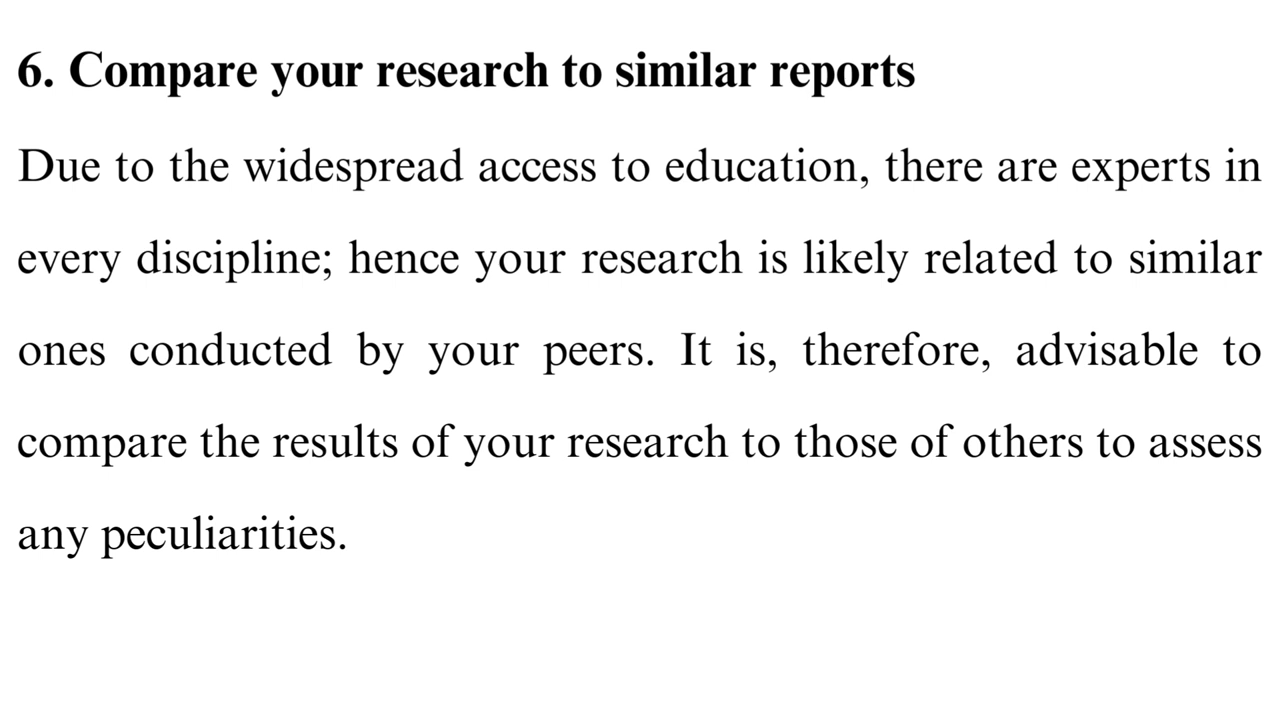 6. Compare your research to similar reports
Due to the widespread access to education, there are experts in
every discipline; hence your research is likely related to similar
ones conducted by your peers. It is, therefore, advisable to
compare the results of your research to those of others to assess
any peculiarities.